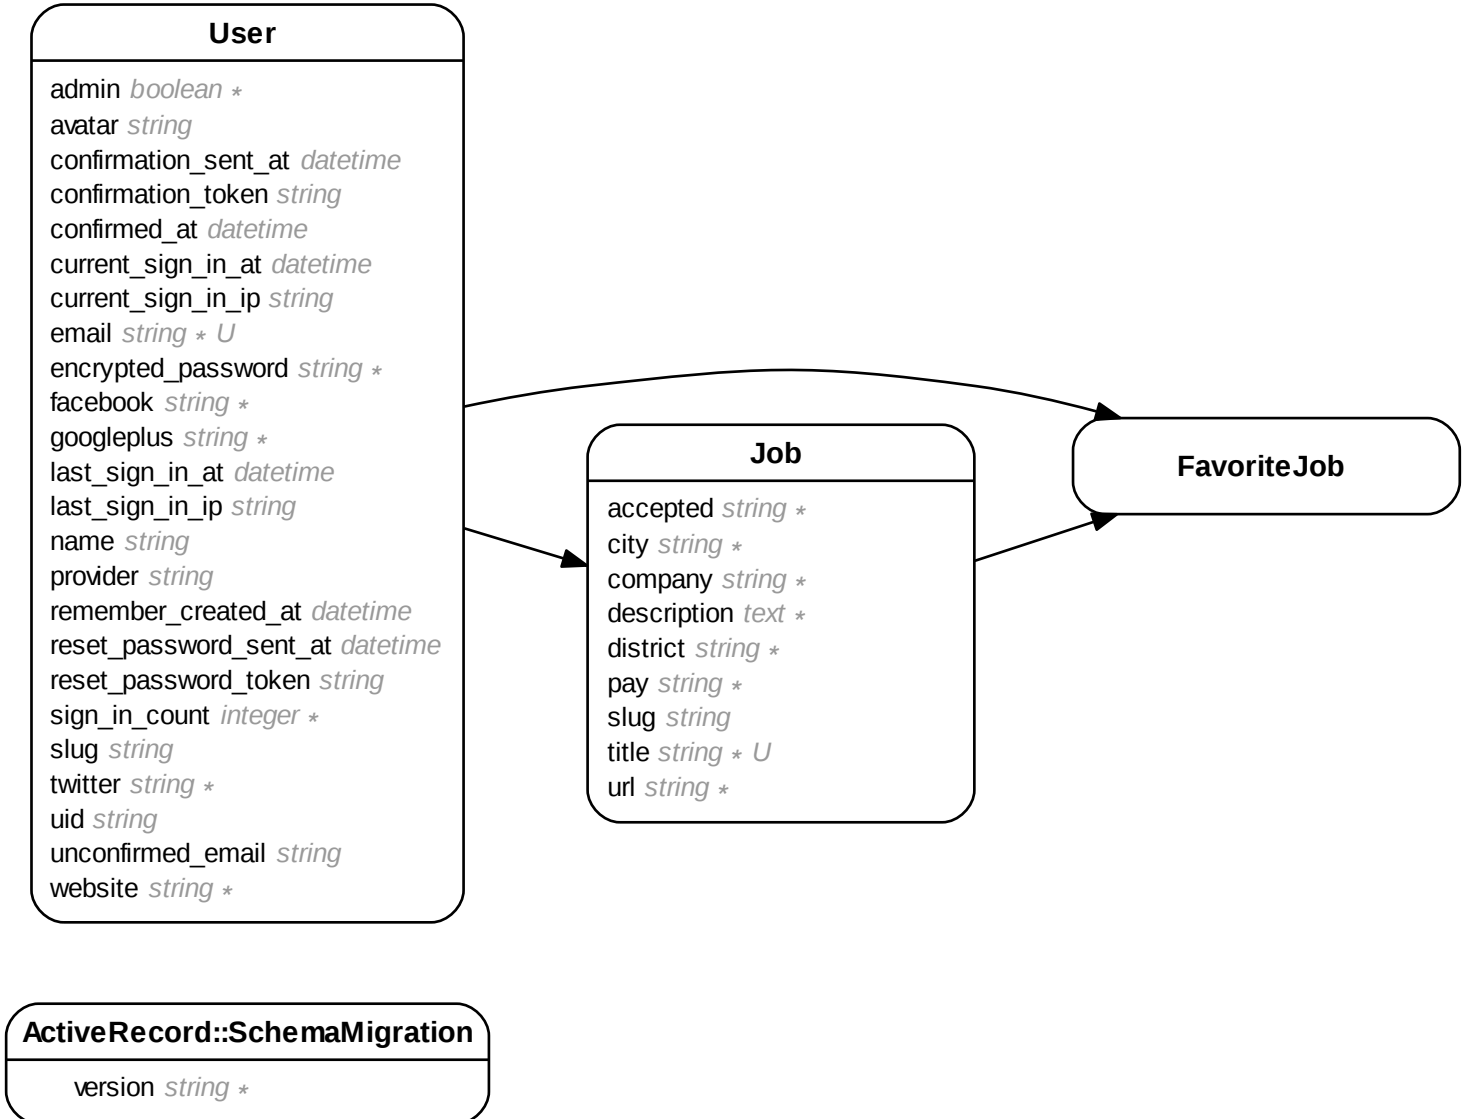 User
admin boolean *
avatar string
confirmation_sent_at datetime
confirmation_token string
confirmed_at datetime
current_sign_in_at datetime
current_sign_in_ip string
email string * U
encrypted_password string *
facebook string *
googleplus string *
last_sign_in_at datetime
last_sign_in_ip string
name string
provider string
remember_created_at datetime
reset_password_sent_at datetime
reset_password_token string
sign_in_count integer *
slug string
twitter string *
uid string
unconfirmed_email string
website string *
Job
accepted string *
city string *
company string *
description text *
district string *
pay string *
slug string
title string * U
url string *
FavoriteJob
ActiveRecord::SchemaMigration
version string *